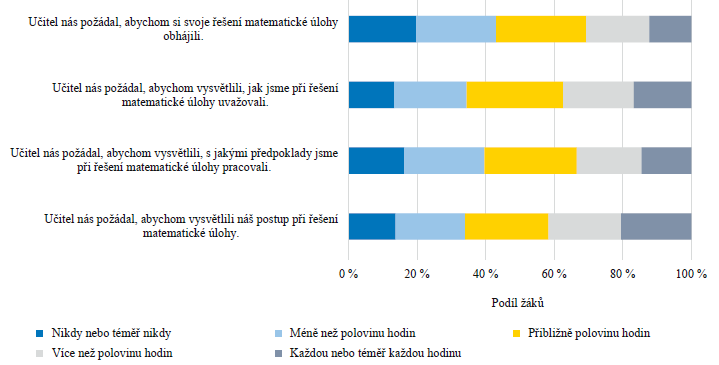 Učitel nás požádal, abychom si svoje řešení matematické úlohy
obhájili.
Učitel nás požádal, abychom vysvětlili, jak jsme při řešení
matematické úlohy uvažovali.
Učitel nás požádal, abychom vysvětlili, s jakými předpoklady jsme
při řešení matematické úlohy pracovali.
Učitel nás požádal, abychom vysvětlili náš postup při řešení
matematické úlohy.
0 % 20 % 40 % 60 % 80 % 100 %
Podíl žáků
Nikdy nebo téměř nikdy Méně než polovinu hodin Přibližně polovinu hodin
Více než polovinu hodin Každou nebo téměř každou hodinu